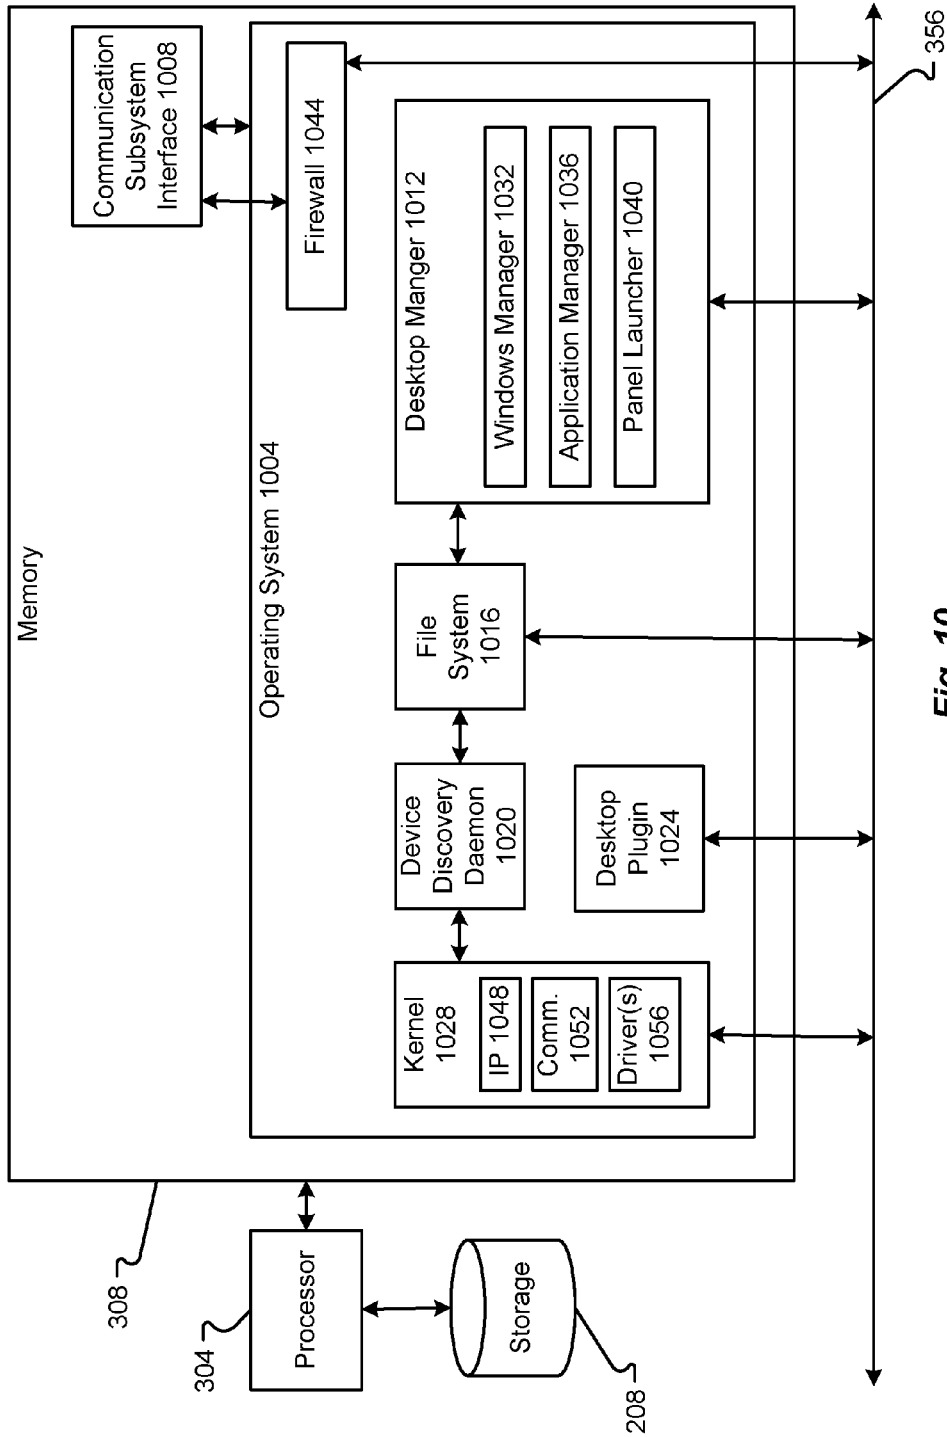 Memory
308
304
Processor
Storage
208
Communication
Subsystem
Interface 1008
Operating System 1004
Firewall 1044
Kernel
1028
IP 1048
Comm.
1052
Driver(s)
1056
Device
Discovery
Daemon
1020
File
System
1016
Desktop Manger 1012
Windows Manager 1032
Application Manager 1036
Panel Launcher 1040
Desktop
Plugin
1024
356
Fig. 10